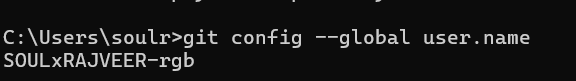 C:\Users\soulr>git config --global user.name
SOULxRAJVEER-rgb